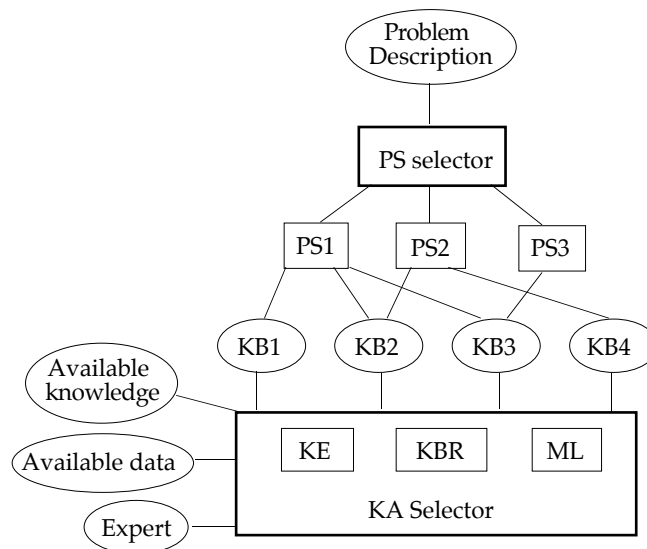 Problem
Description
PS selector
PS1
PS2
PS3
KB1
KB2
KB3
KB4
Available
knowledge
Available data
Expert
KE
KBR
ML
KA Selector